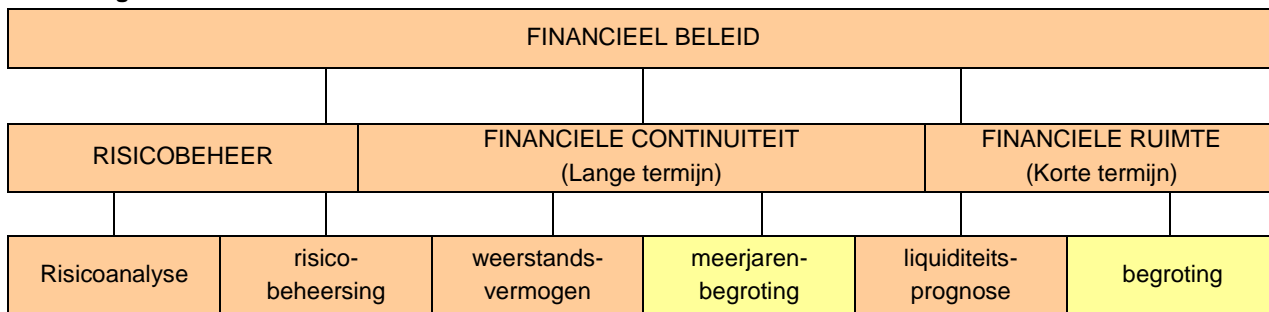 FINANCIEEL BELEID
RISICOBEHEER
FINANCIELE CONTINUITEIT
(Lange termijn)
FINANCIELE RUIMTE
(Korte termijn)
Risicoanalyse
risico-
beheersing
weerstands-
vermogen
meerjaren-
begroting
liquiditeits-
prognose
begroting